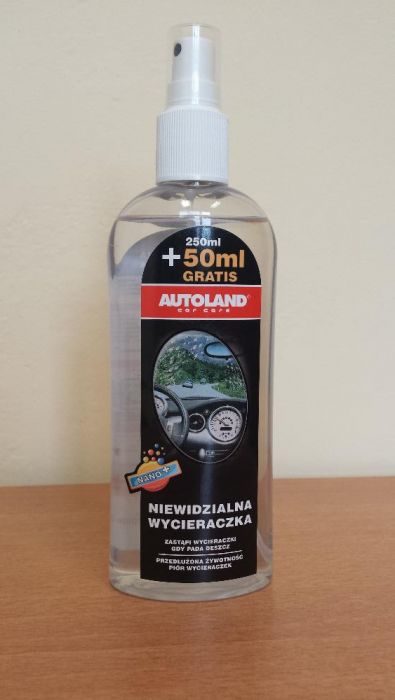 250ml
+50ml
GRATIS
AUTOLAND®
car care
NANO+
NIEWIDZIALNA
WYCIERACZKA
ZASTĄPI WYCIERACZKI
GDY PADA DESZCZ
PRZEDŁUŻONA ŻYWOTNOŚĆ
PIÓR WYCIERACZEK